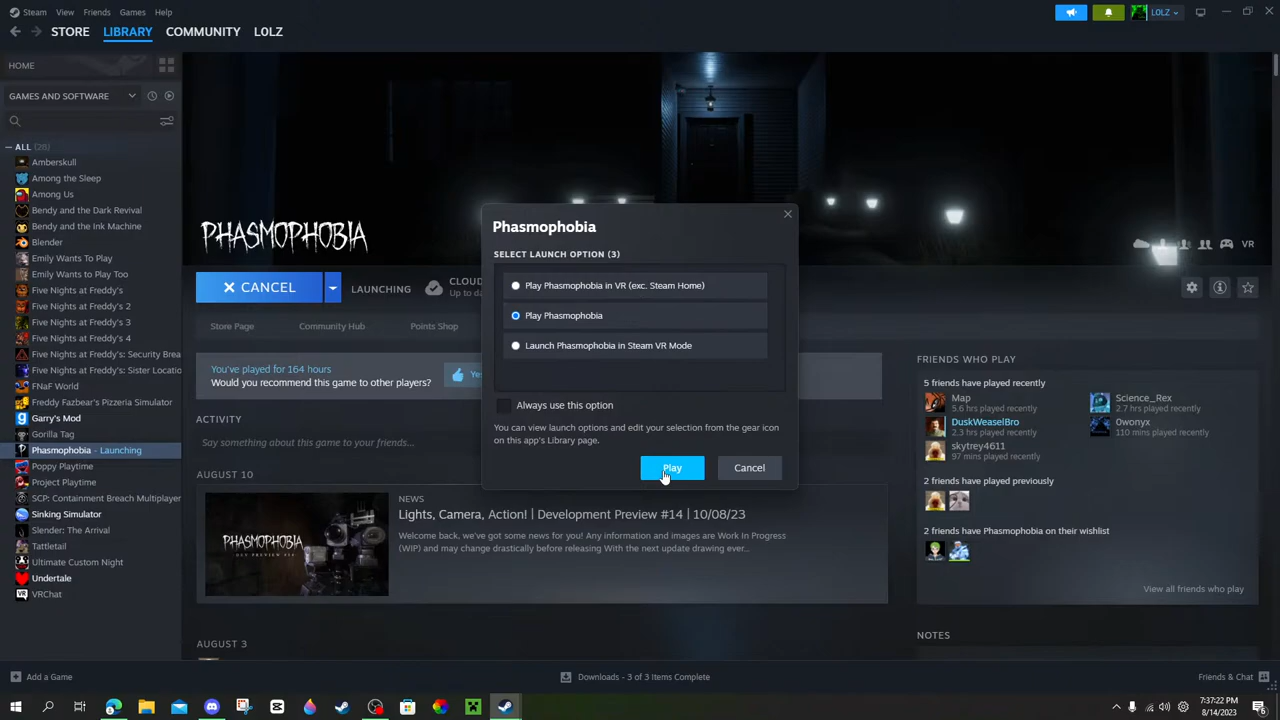 Steam View Friends Games Help
L0LZ
STORE LIBRARY COMMUNITY L0LZ
HOME
GAMES AND SOFTWARE
ALL (28)
Amberskull
Among the Sleep
Among Us
Bendy and the Dark Revival
Bendy and the Ink Machine
Blender
Emily Wants To Play
Emily Wants to Play Too
Five Nights at Freddy's
Five Nights at Freddy's 2
Five Nights at Freddy's 3
Five Nights at Freddy's 4
Five Nights at Freddy's: Security Brea
Five Nights at Freddy's: Sister Locatio
FNaF World
Freddy Fazbear's Pizzeria Simulator
Garry's Mod
Gorilla Tag
Phasmophobia - Launching
Poppy Playtime
Project Playtime
SCP: Containment Breach Multiplayer
Sinking Simulator
Slender: The Arrival
Tattletail
Ultimate Custom Night
Undertale
VRChat
PHASMOPHOBIA
VR
CANCEL
LAUNCHING
CLOUD
Up to da
Store Page Community Hub Points Shop
You've played for 164 hours
Would you recommend this game to other players?
Yes
ACTIVITY
Say something about this game to your friends...
AUGUST 10
PHASMOPHOBIA
DEV PREVIEW #14
NEWS
Lights, Camera, Action! | Development Preview #14 | 10/08/23
Welcome back, we've got some news for you! Any information and images are Work In Progress
(WIP) and may change drastically before releasing With the next update drawing ever...
AUGUST 3
Phasmophobia
SELECT LAUNCH OPTION (3)
Play Phasmophobia in VR (exc. Steam Home)
Play Phasmophobia
Launch Phasmophobia in Steam VR Mode
Always use this option
You can view launch options and edit your selection from the gear icon
on this app's Library page.
Play Cancel
FRIENDS WHO PLAY
5 friends have played recently
Map
5.6 hrs played recently
Science_Rex
2.7 hrs played recently
DuskWeaselBro
2.3 hrs played recently
Owonyx
110 mins played recently
skytrey4611
97 mins played recently
2 friends have played previously
2 friends have Phasmophobia on their wishlist
View all friends who play
NOTES
Add a Game
Downloads - 3 of 3 Items Complete
Friends & Chat
7:37:22 PM
8/14/2023
6